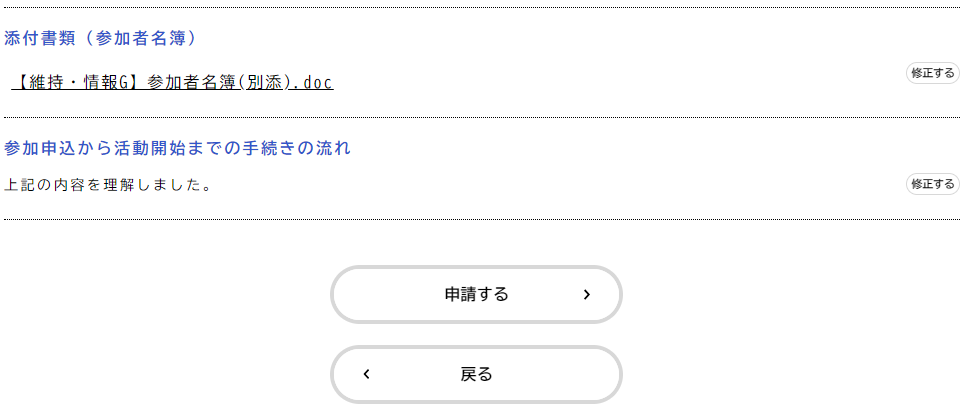 添付書類（参加者名簿）
【維持・情報G】参加者名簿(別添).doc
修正する
参加申込から活動開始までの手続きの流れ
上記の内容を理解しました。
修正する
申請する
戻る